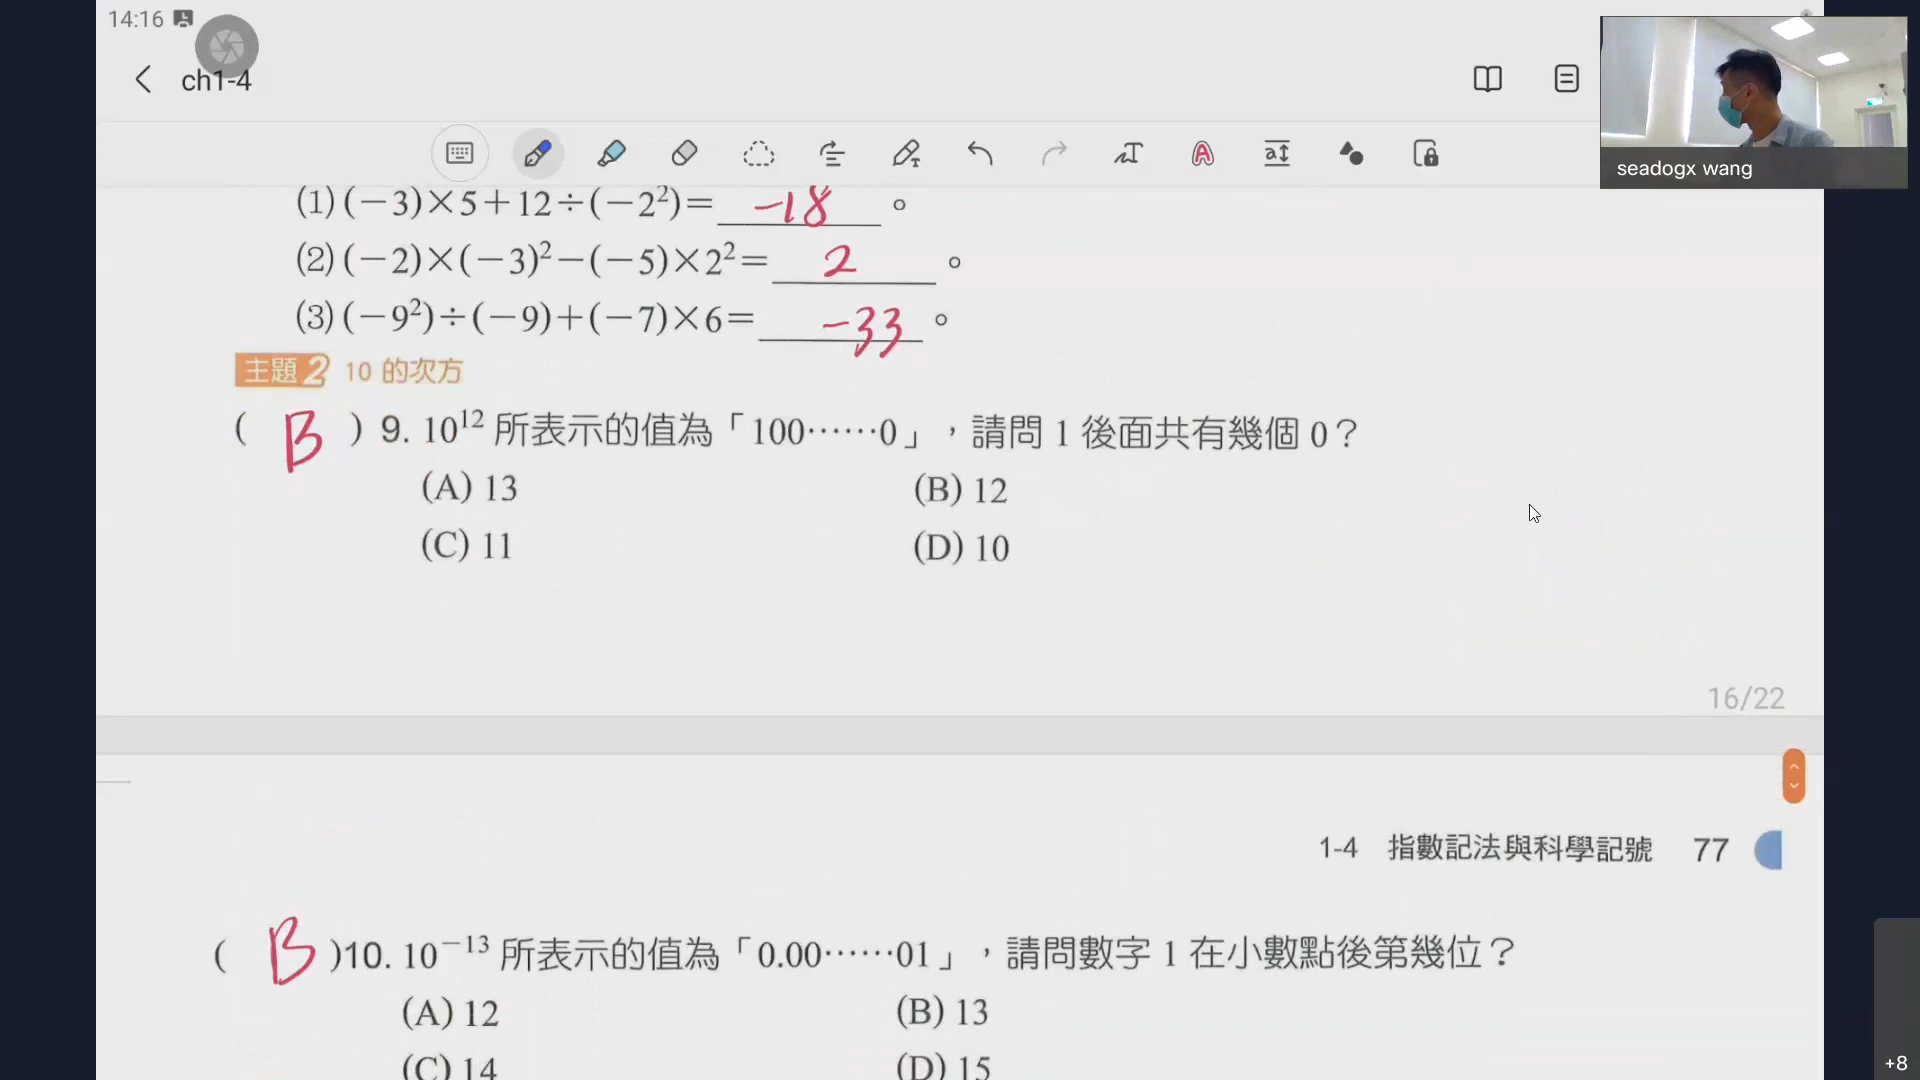 14:16
ch1-4
seadogx wang
(1) (−3)×5+12÷(−2²)= −18 。
(2) (−2)×(−3)²−(−5)×2²= 2 。
(3) (−9²)÷(−9)+(−7)×6= −33 。
主題2 10 的次方
( B ) 9. 10¹² 所表示的值為「100⋯⋯0」，請問 1 後面共有幾個 0？
(A) 13 (B) 12
(C) 11 (D) 10
16/22
1-4 指數記法與科學記號 77
( B )10. 10⁻¹³ 所表示的值為「0.00⋯⋯01」，請問數字 1 在小數點後第幾位？
(A) 12 (B) 13
(C) 14 (D) 15
+8